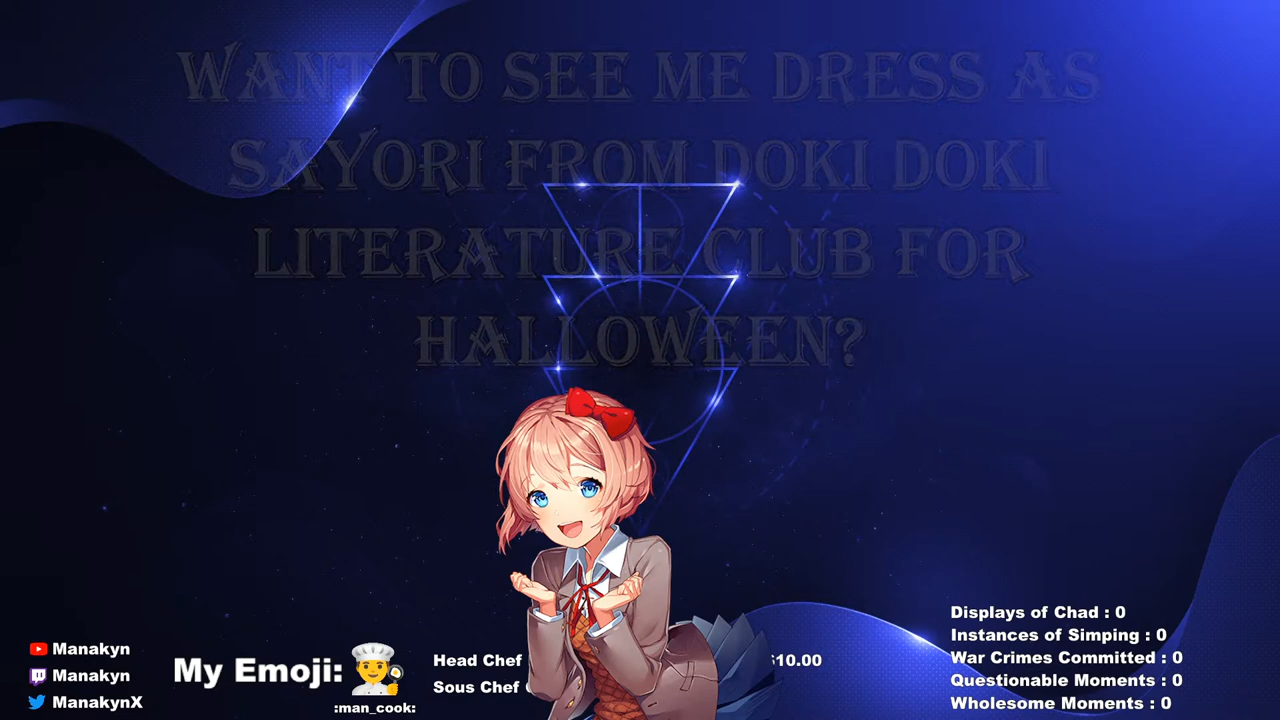 WANT TO SEE ME DRESS AS
SAYORI FROM DOKI DOKI
LITERATURE CLUB FOR
HALLOWEEN?
Manakyn
Manakyn
ManakynX
My Emoji:
:man_cook:
Head Chef
Sous Chef
$10.00
Displays of Chad : 0
Instances of Simping : 0
War Crimes Committed : 0
Questionable Moments : 0
Wholesome Moments : 0